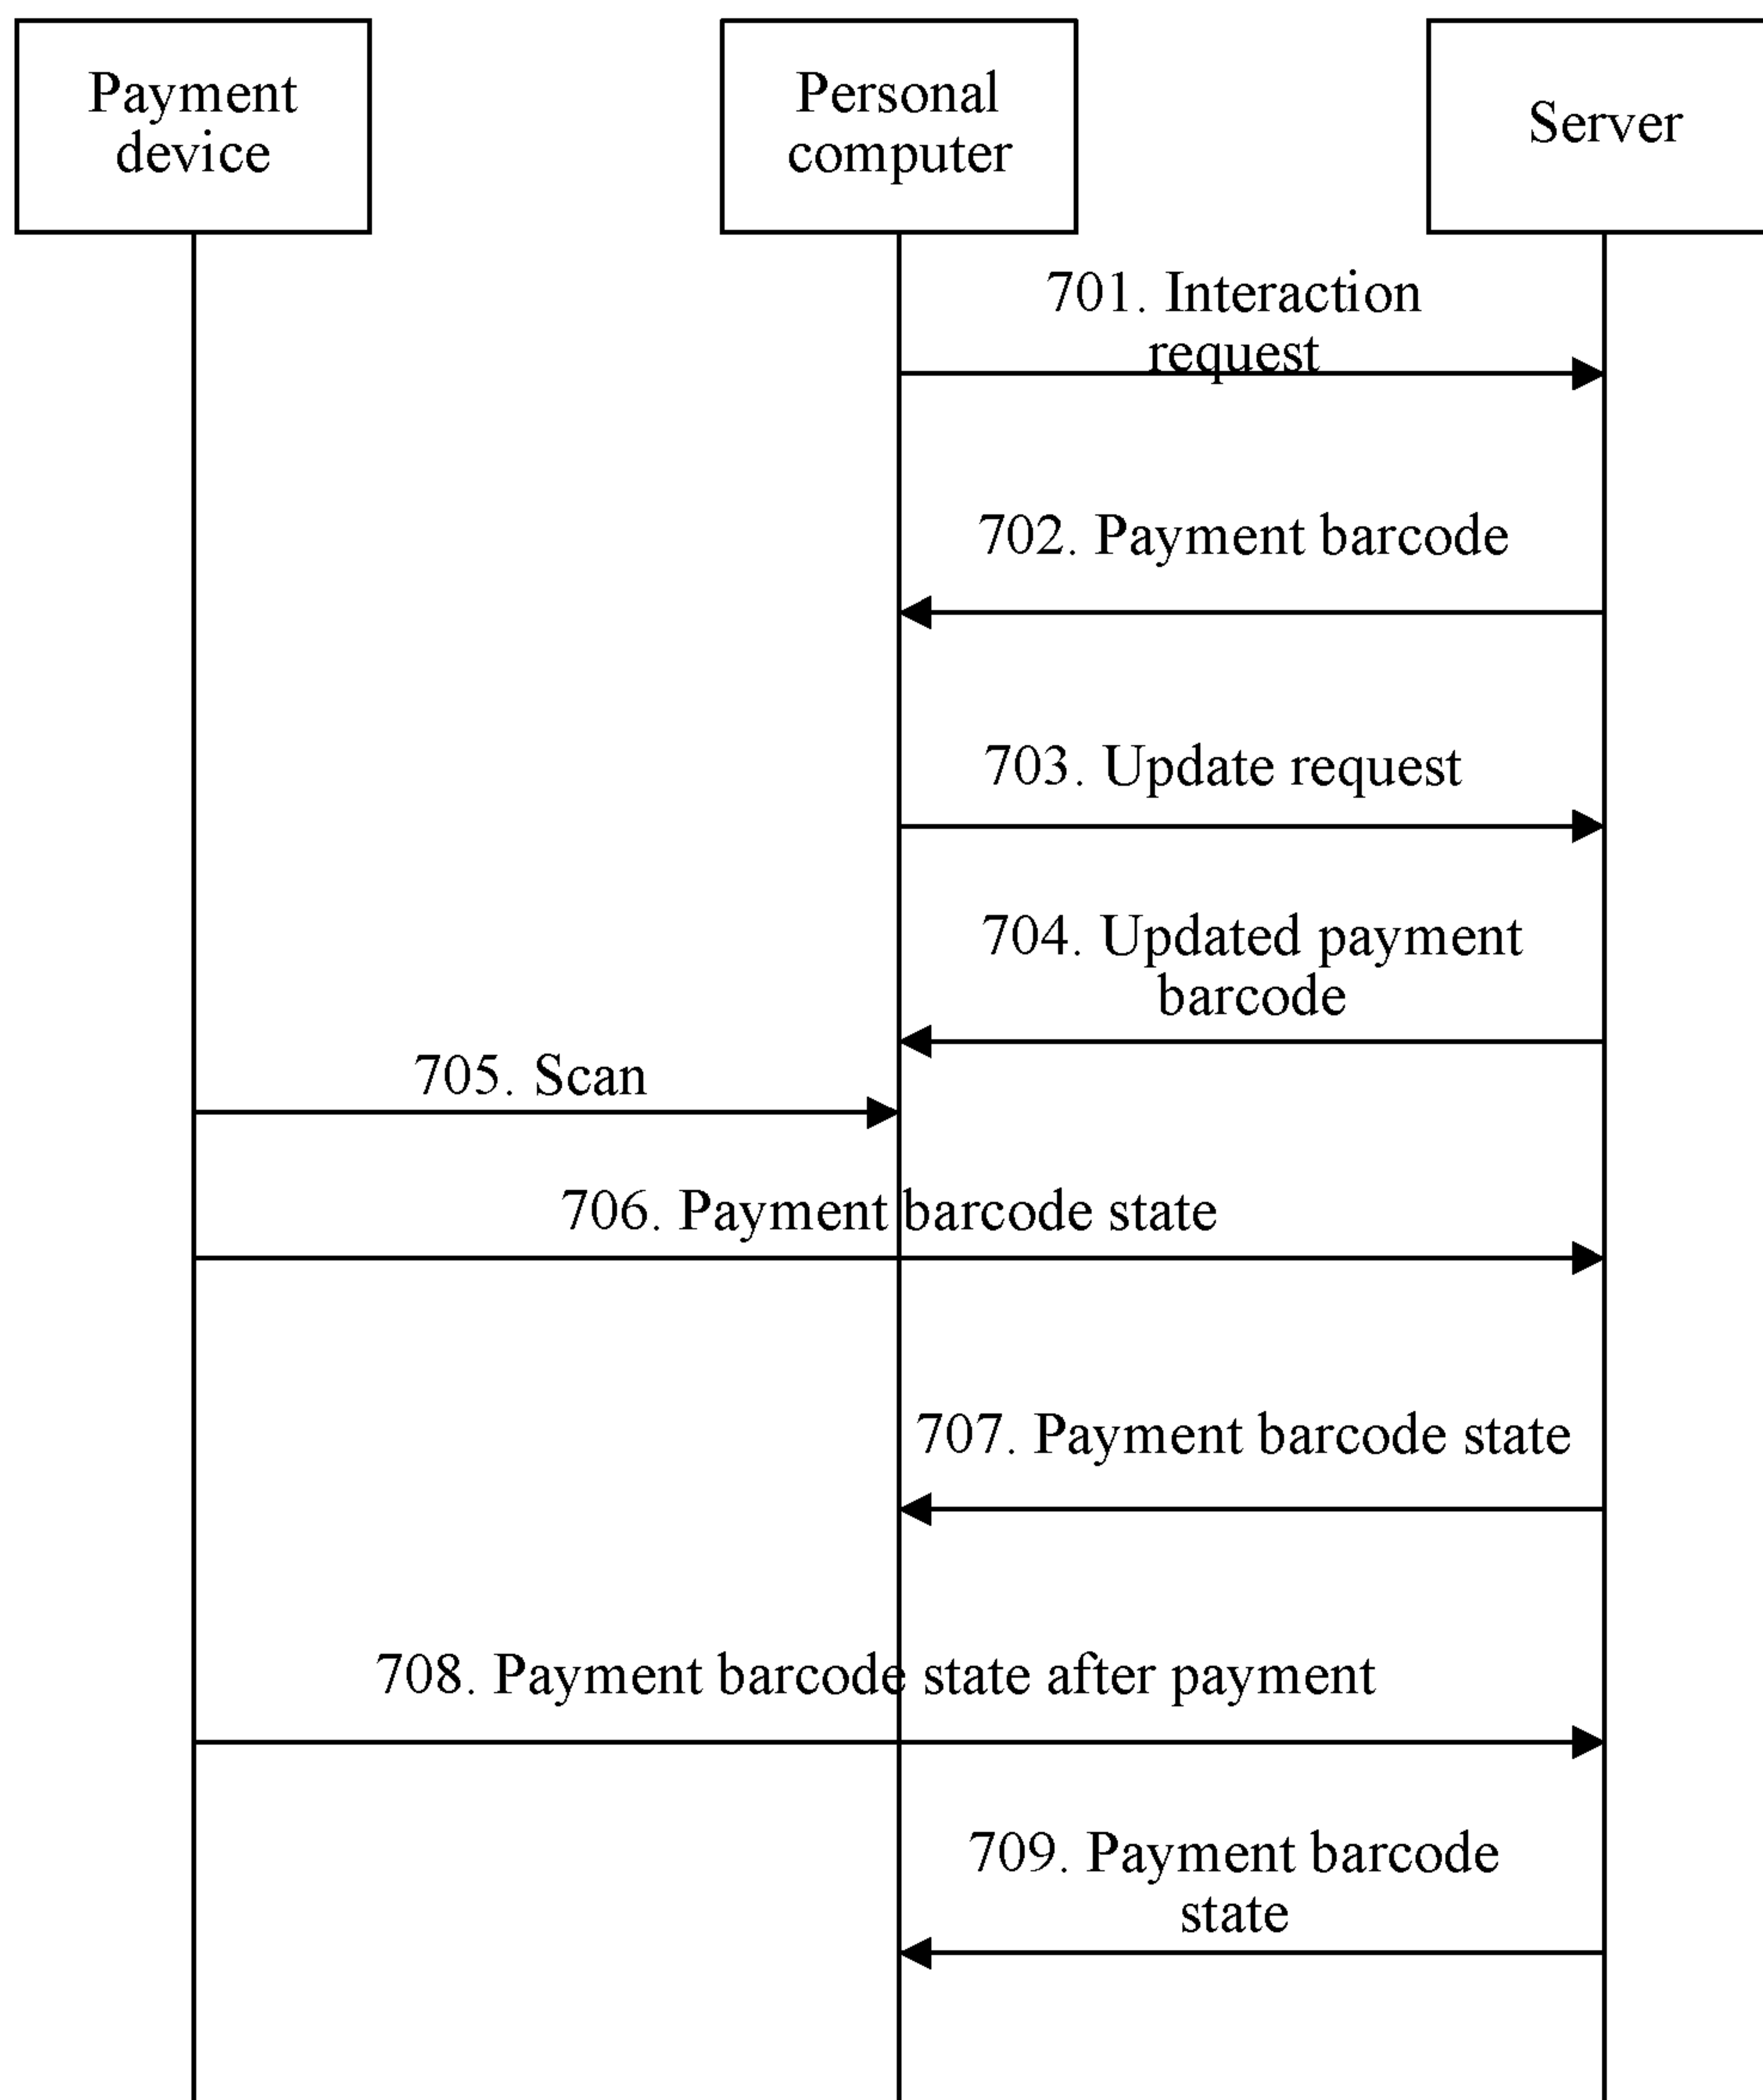 Payment
device
Personal
computer
Server
701. Interaction
request
702. Payment barcode
703. Update request
704. Updated payment
barcode
705. Scan
706. Payment barcode state
707. Payment barcode state
708. Payment barcode state after payment
709. Payment barcode
state